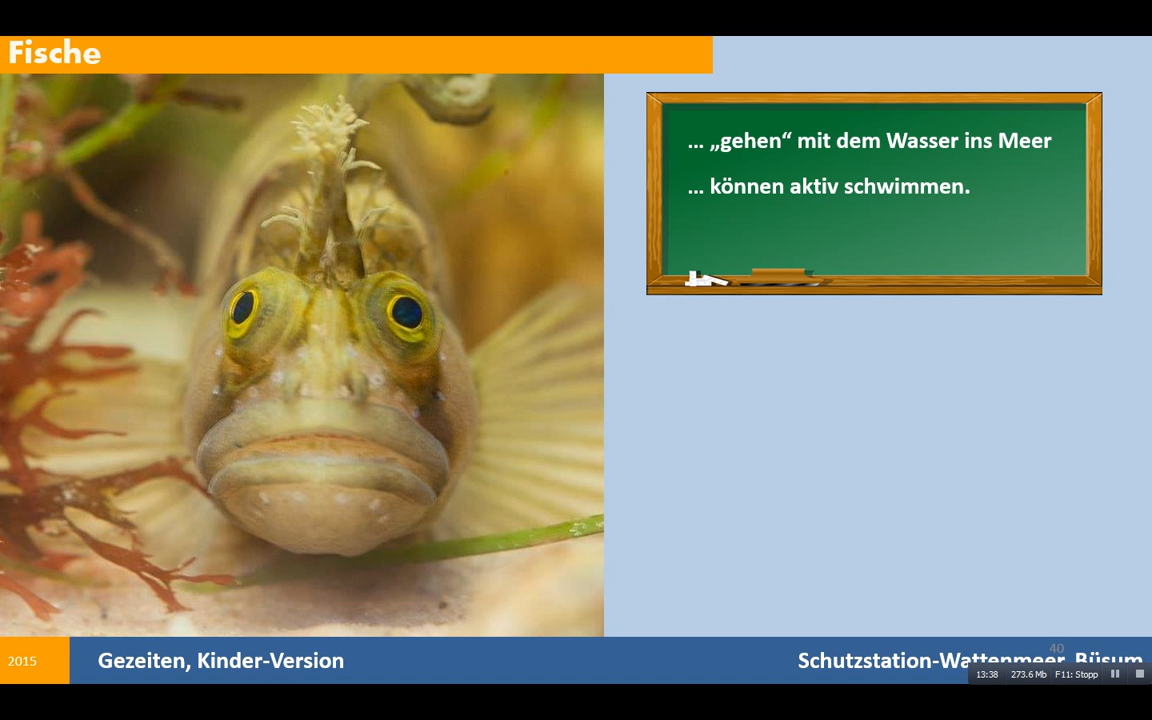 Fische
… „gehen“ mit dem Wasser ins Meer
… können aktiv schwimmen.
40
2015
Gezeiten, Kinder-Version
Schutzstation-Wattenmeer, Büsum
13:38 273.6 Mb F11: Stopp